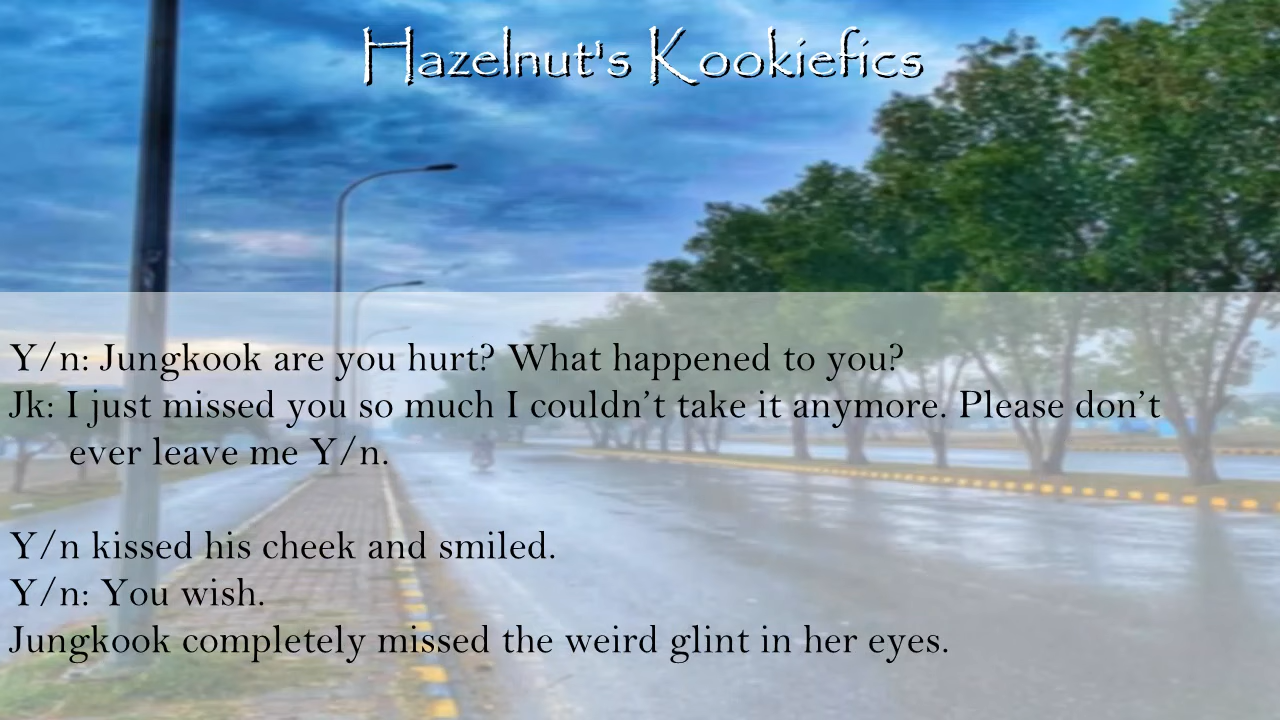 Hazelnut's Kookiefics
Y/n: Jungkook are you hurt? What happened to you?
Jk: I just missed you so much I couldn’t take it anymore. Please don’t
ever leave me Y/n.
Y/n kissed his cheek and smiled.
Y/n: You wish.
Jungkook completely missed the weird glint in her eyes.